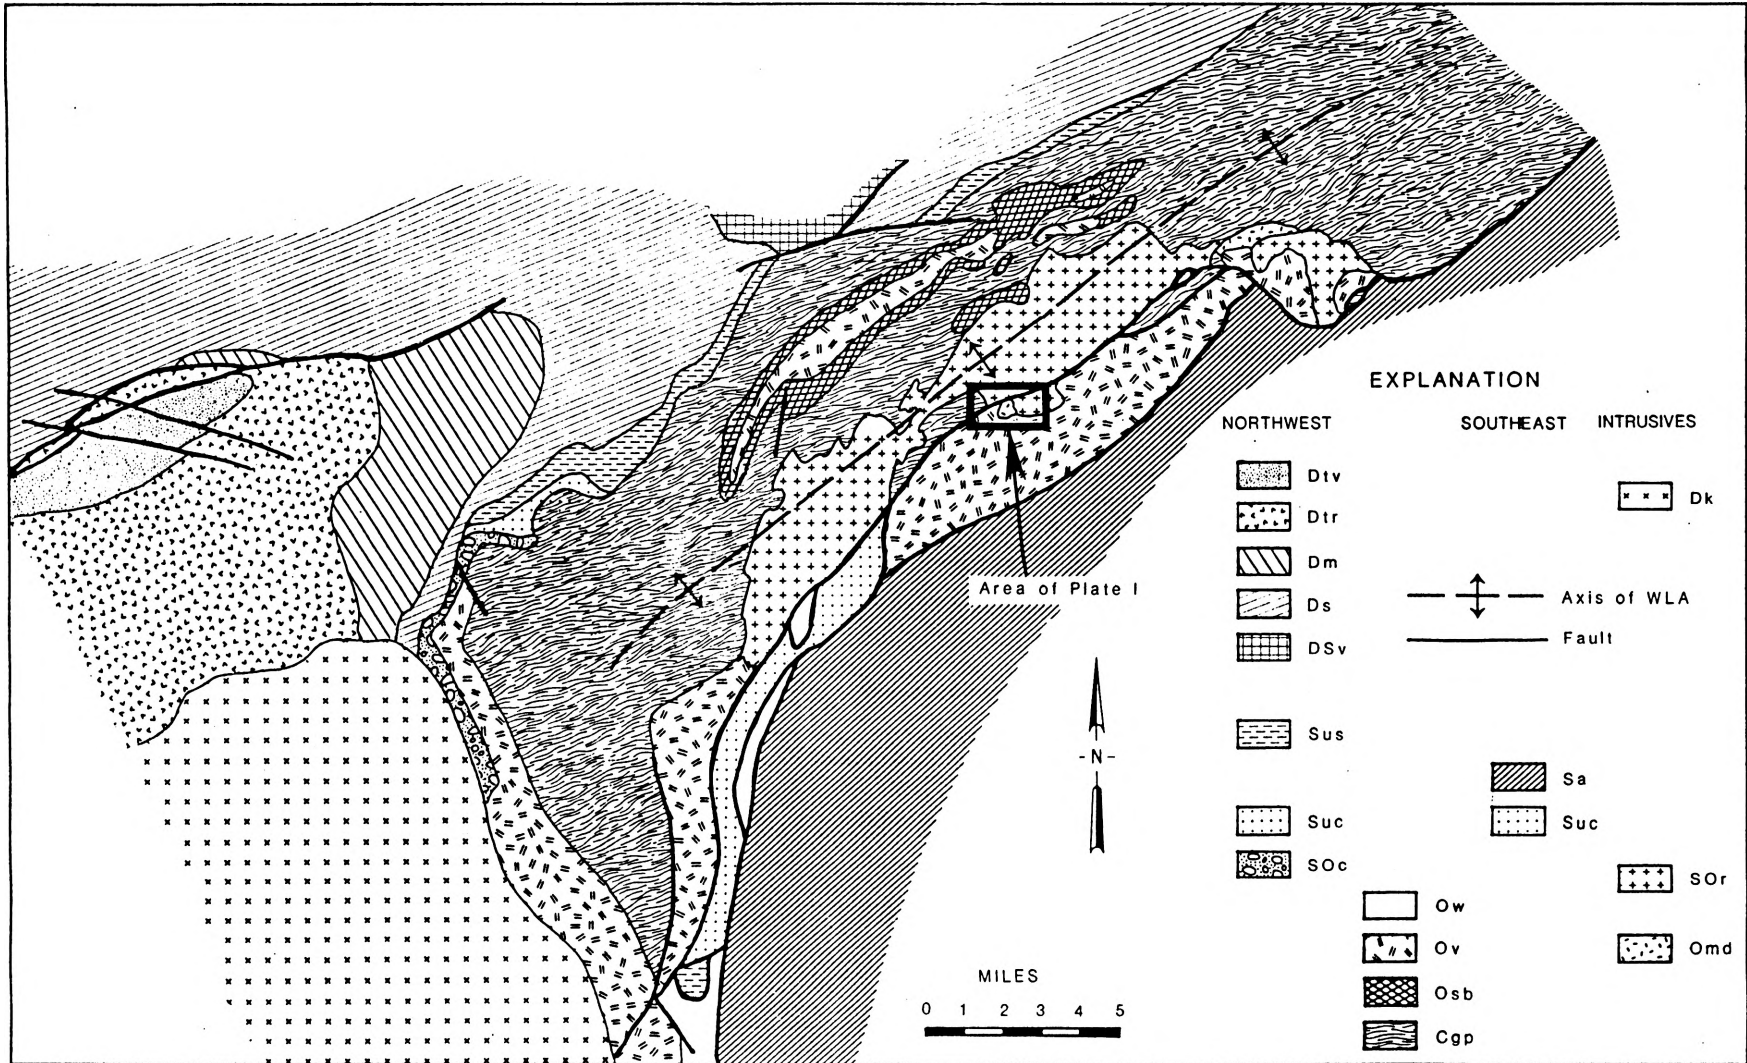 EXPLANATION
NORTHWEST SOUTHEAST INTRUSIVES
Dtv
Dtr
Dm
Ds
DSv
Sus
Suc
SOc
Sa
Suc
Ow
Ov
Osb
Cgp
Dk
SOr
Omd
Axis of WLA
Fault
Area of Plate I
-N-
MILES
0 1 2 3 4 5